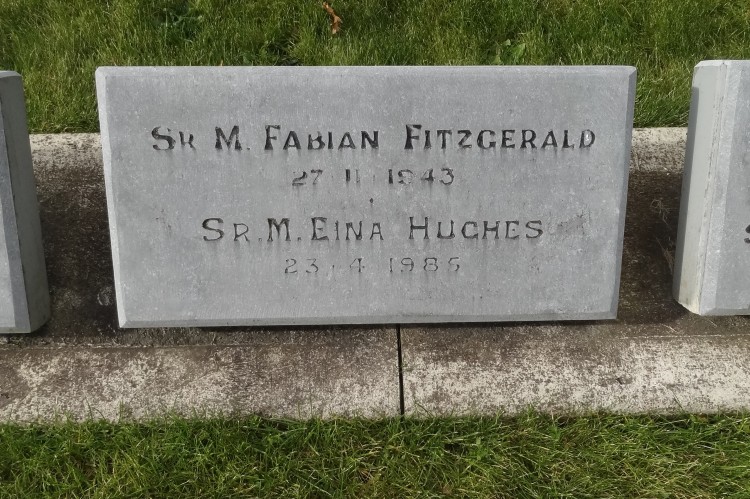 SR M. FABIAN FITZGERALD
27 11 1943
SR. M. EINA HUGHES
23. 4 1985